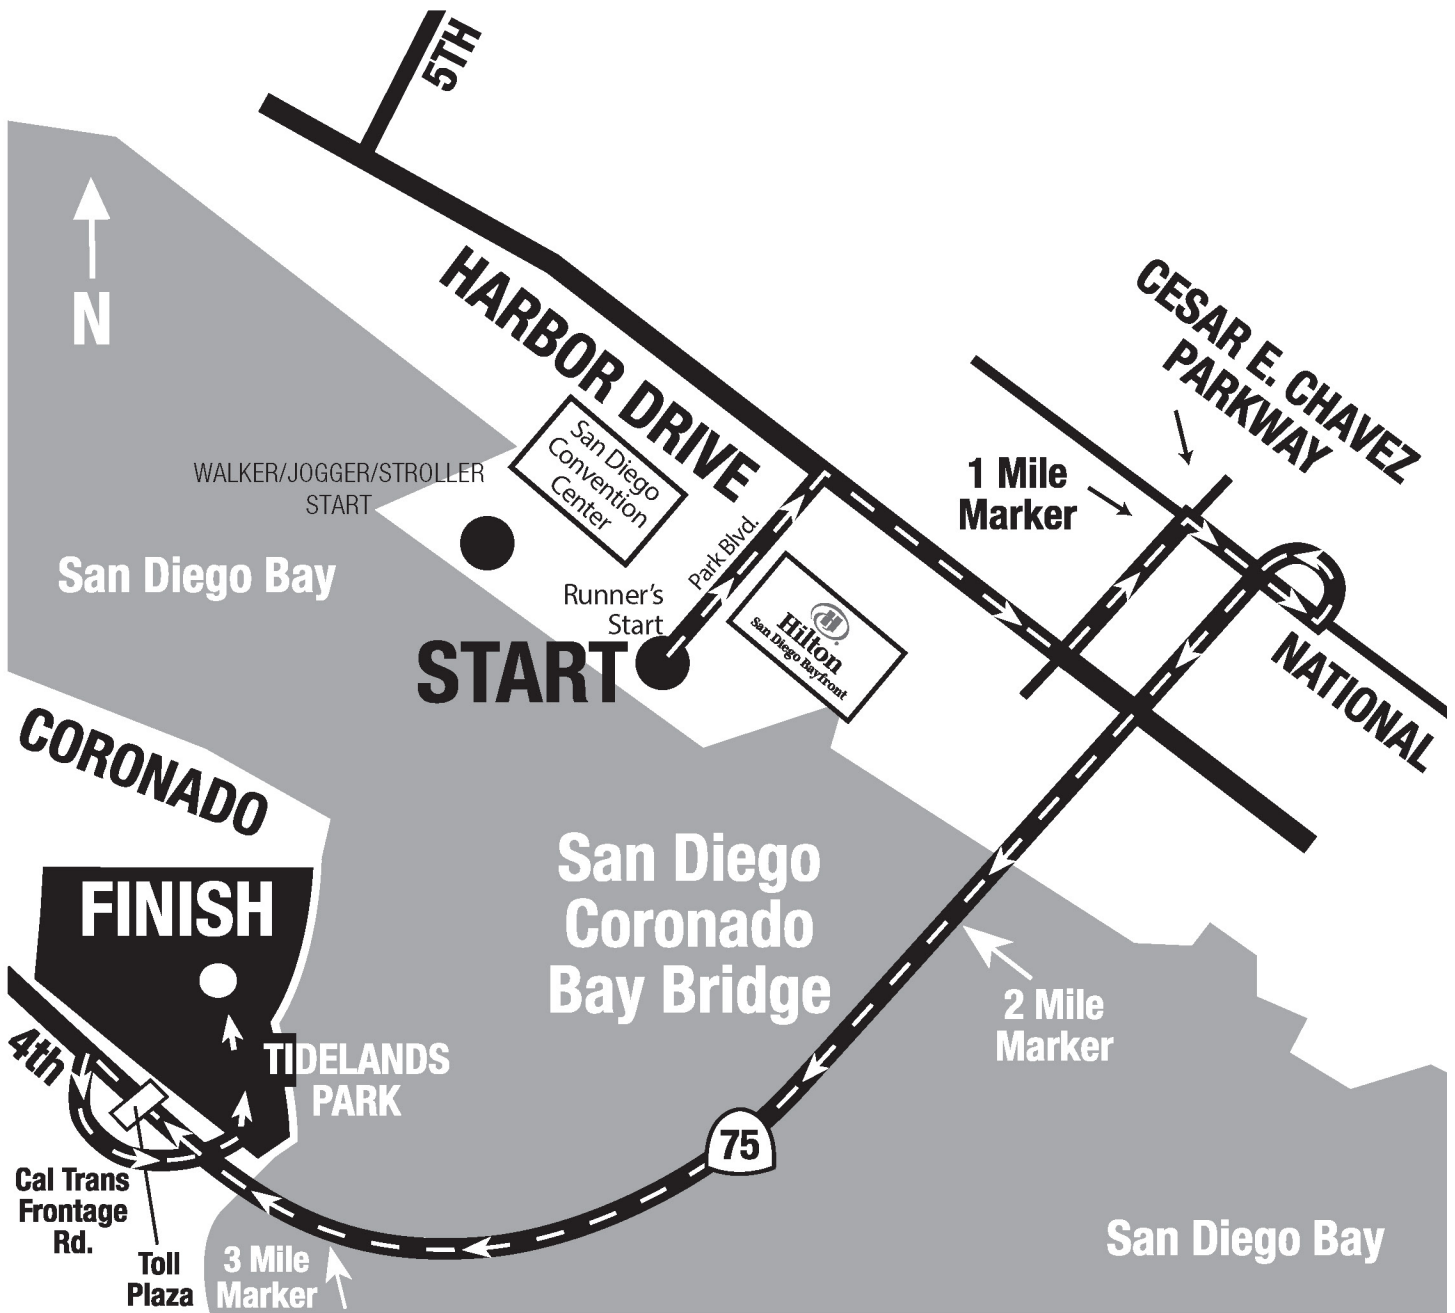 5TH
N
HARBOR DRIVE
CESAR E. CHAVEZ
PARKWAY
San Diego
Convention
Center
WALKER/JOGGER/STROLLER
START
1 Mile
Marker
Park Blvd.
San Diego Bay
Runner's
Start
START
H
Hilton
San Diego Bayfront
NATIONAL
CORONADO
San Diego
Coronado
Bay Bridge
FINISH
2 Mile
Marker
4th
TIDELANDS
PARK
75
Cal Trans
Frontage
Rd.
Toll
Plaza
3 Mile
Marker
San Diego Bay